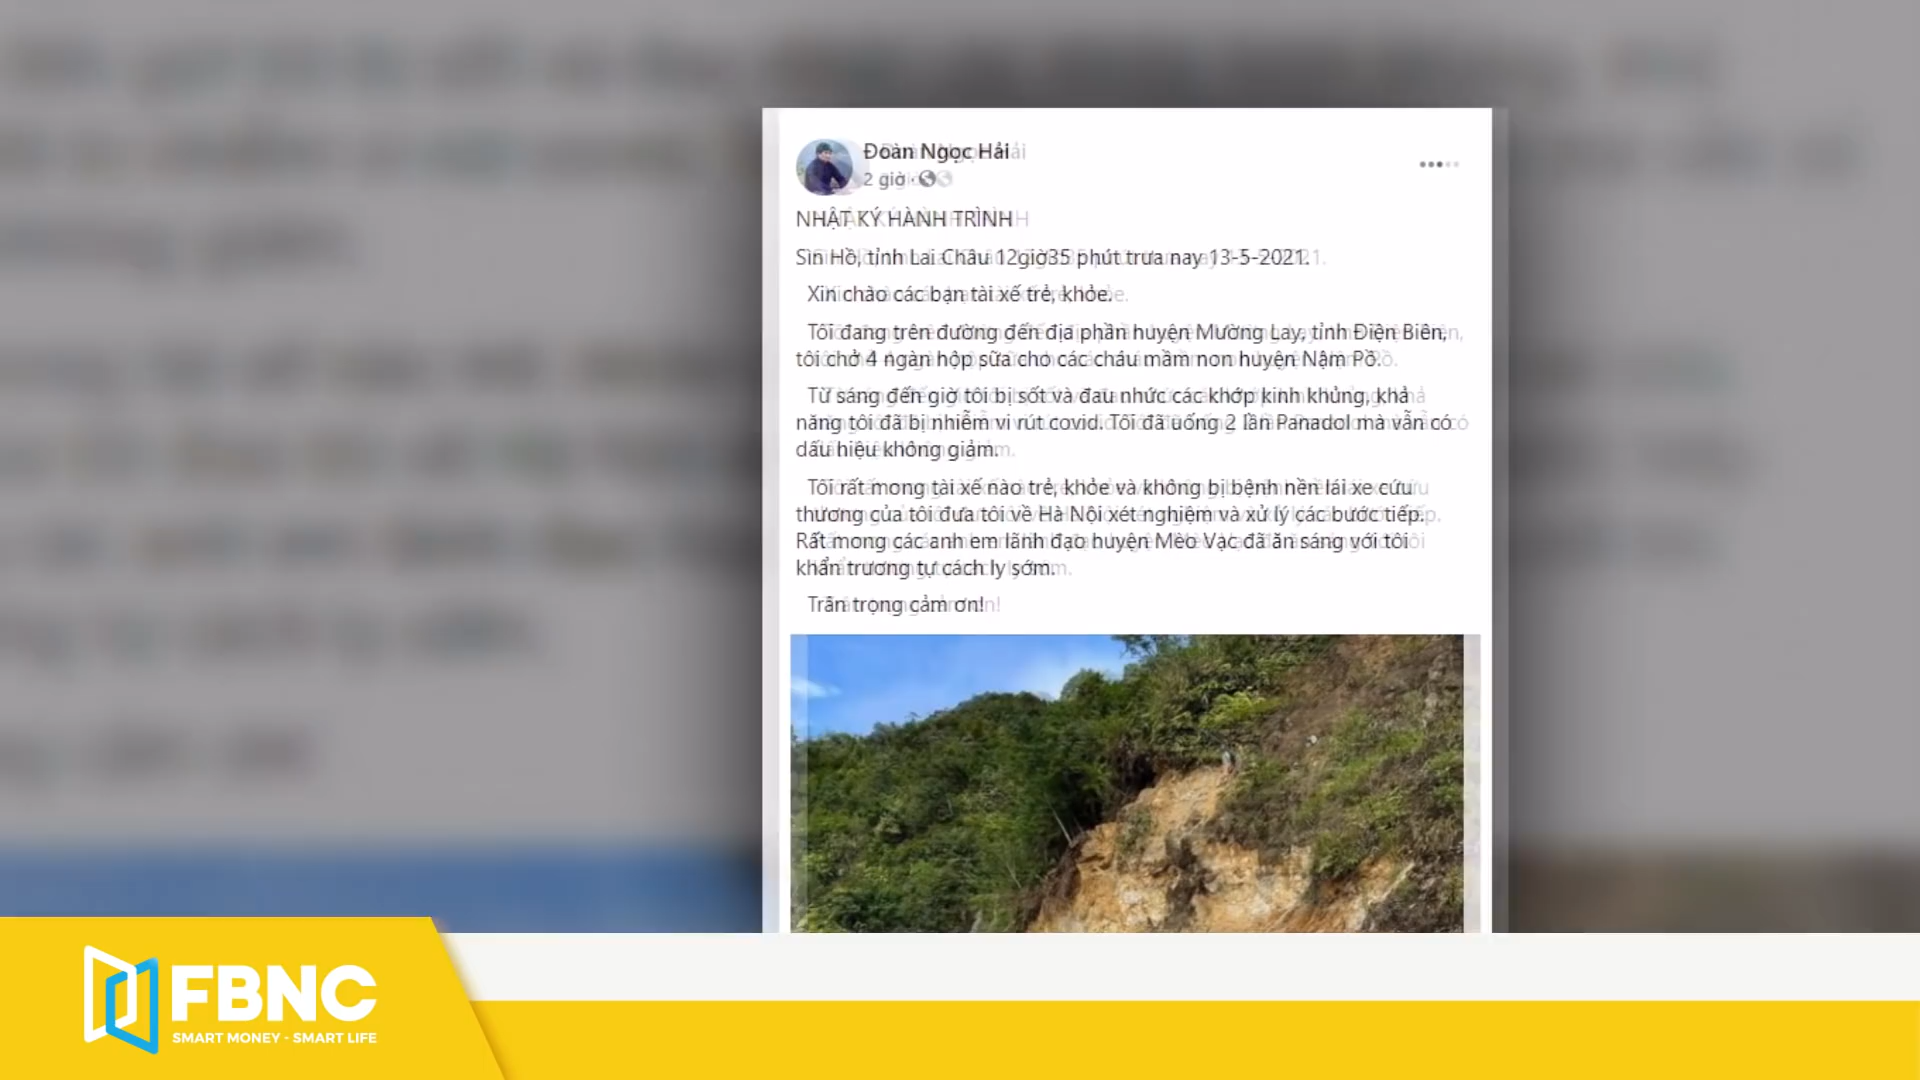 Đoàn Ngọc Hải
2 giờ ·
NHẬT KÝ HÀNH TRÌNH
Sìn Hồ, tỉnh Lai Châu 12giờ35 phút trưa nay 13-5-2021.
Xin chào các bạn tài xế trẻ, khỏe.
Tôi đang trên đường đến địa phận huyện Mường Lay, tỉnh Điện Biên,
tôi chở 4 ngàn hộp sữa cho các cháu mầm non huyện Nậm Pồ.
Từ sáng đến giờ tôi bị sốt và đau nhức các khớp kinh khủng, khả
năng tôi đã bị nhiễm vi rút covid. Tôi đã uống 2 lần Panadol mà vẫn có
dấu hiệu không giảm.
Tôi rất mong tài xế nào trẻ, khỏe và không bị bệnh nền lái xe cứu
thương của tôi đưa tôi về Hà Nội xét nghiệm và xử lý các bước tiếp.
Rất mong các anh em lãnh đạo huyện Mèo Vạc đã ăn sáng với tôi
khẩn trương tự cách ly sớm.
Trân trọng cảm ơn!
FBNC
SMART MONEY - SMART LIFE